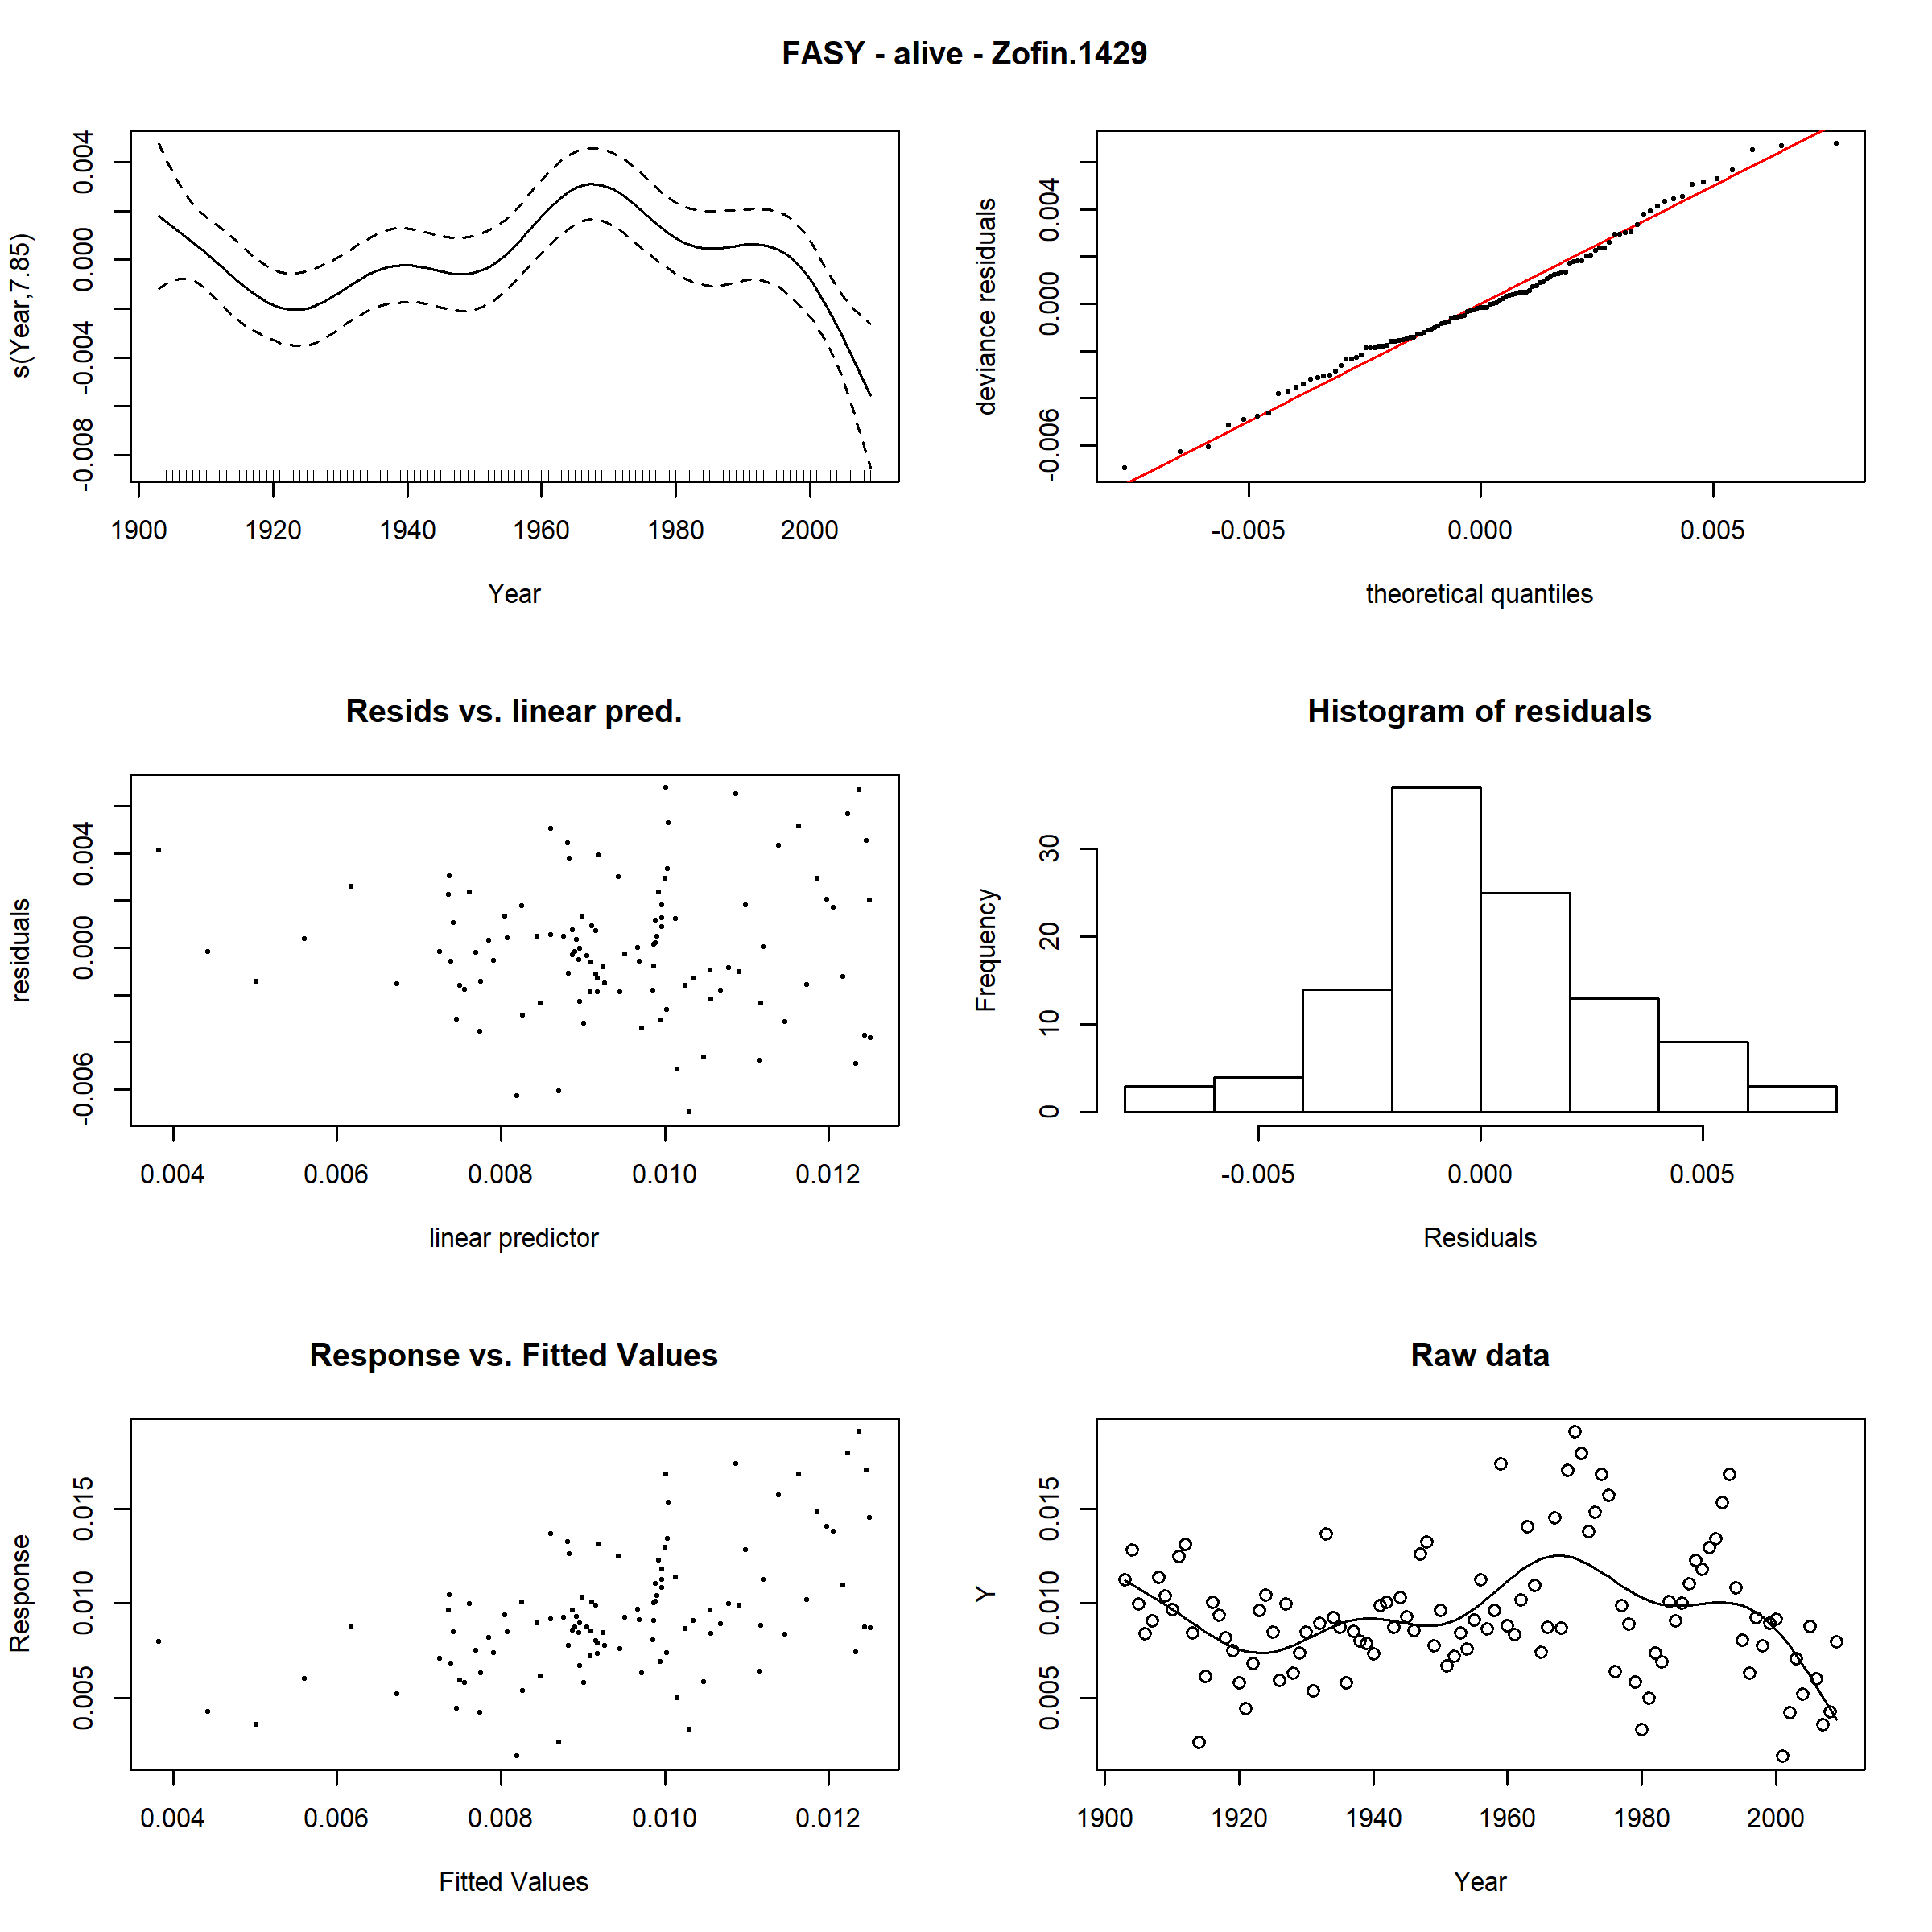 FASY - alive - Zofin.1429
s(Year,7.85)
0.004
0.000
-0.004
-0.008
1900 1920 1940 1960 1980 2000
Year
deviance residuals
0.004
0.000
-0.006
-0.005 0.000 0.005
theoretical quantiles
Resids vs. linear pred.
residuals
0.004
0.000
-0.006
0.004 0.006 0.008 0.010 0.012
linear predictor
Histogram of residuals
Frequency
30
20
10
0
-0.005 0.000 0.005
Residuals
Response vs. Fitted Values
Response
0.015
0.010
0.005
0.004 0.006 0.008 0.010 0.012
Fitted Values
Raw data
Y
0.015
0.010
0.005
1900 1920 1940 1960 1980 2000
Year